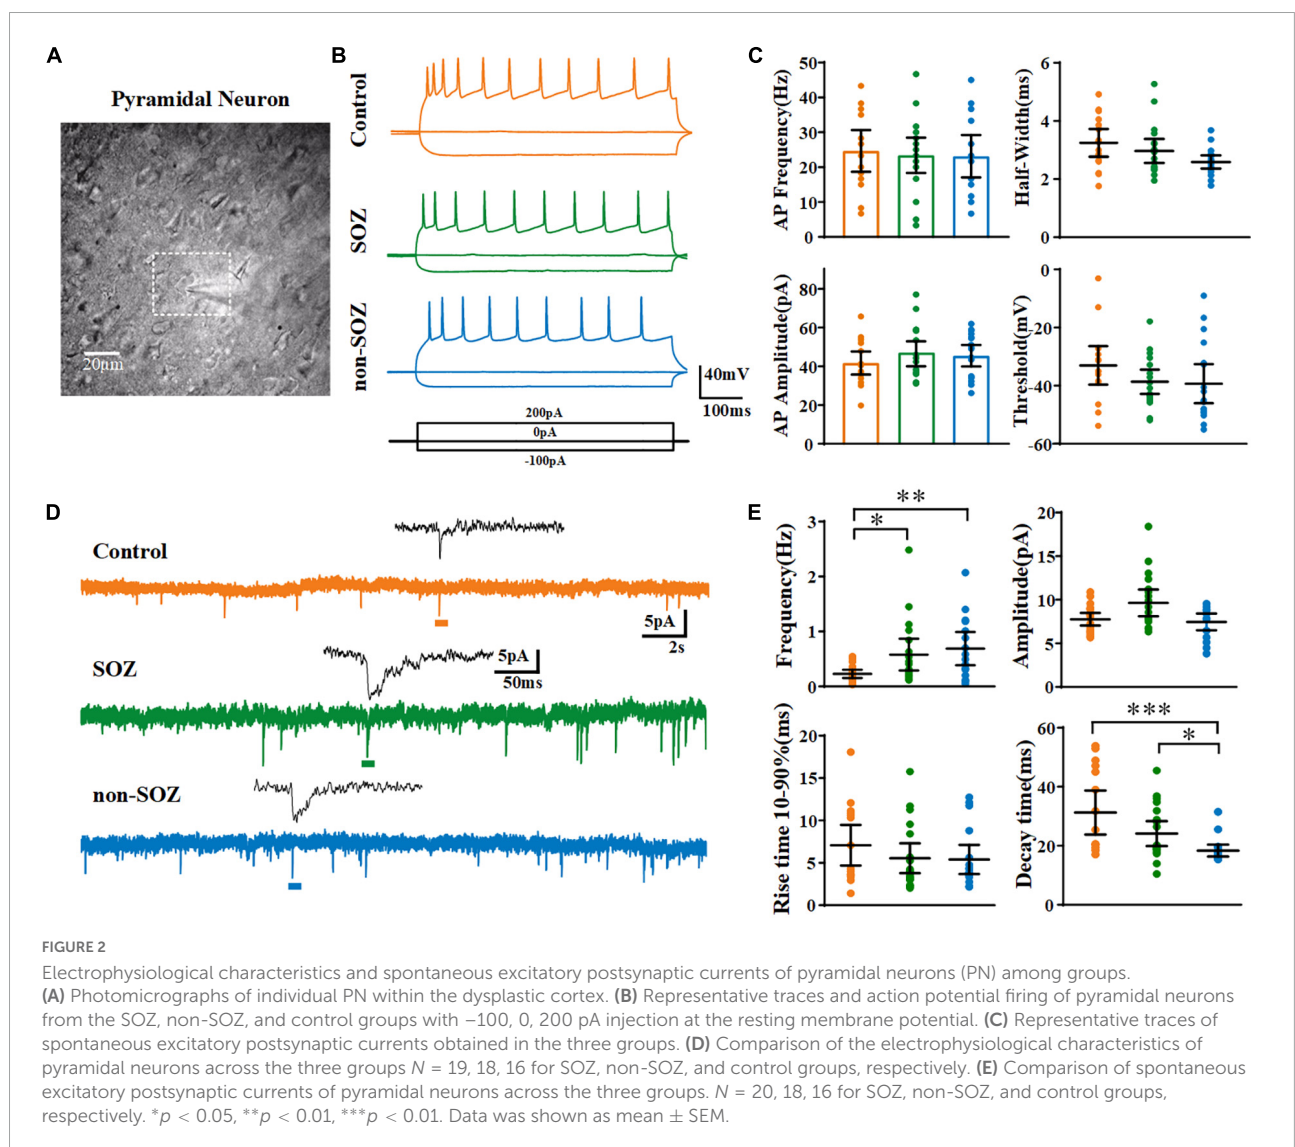 A
Pyramidal Neuron
20μm
B
Control
SOZ
non-SOZ
40mV
100ms
200pA
0pA
-100pA
C
AP Frequency(Hz)
50
40
30
20
10
0
Half-Width(ms)
6
4
2
0
AP Amplitude(pA)
80
60
40
20
0
Threshold(mV)
0
-20
-40
-60
D
Control
5pA
2s
SOZ
5pA
50ms
non-SOZ
E
Frequency(Hz)
3
2
1
0
*
**
Amplitude(pA)
20
15
10
5
0
Rise time 10-90%(ms)
20
15
10
5
0
Decay time(ms)
60
40
20
0
***
*
FIGURE 2
Electrophysiological characteristics and spontaneous excitatory postsynaptic currents of pyramidal neurons (PN) among groups.
(A) Photomicrographs of individual PN within the dysplastic cortex. (B) Representative traces and action potential firing of pyramidal neurons
from the SOZ, non-SOZ, and control groups with −100, 0, 200 pA injection at the resting membrane potential. (C) Representative traces of
spontaneous excitatory postsynaptic currents obtained in the three groups. (D) Comparison of the electrophysiological characteristics of
pyramidal neurons across the three groups N = 19, 18, 16 for SOZ, non-SOZ, and control groups, respectively. (E) Comparison of spontaneous
excitatory postsynaptic currents of pyramidal neurons across the three groups. N = 20, 18, 16 for SOZ, non-SOZ, and control groups,
respectively. *p < 0.05, **p < 0.01, ***p < 0.01. Data was shown as mean ± SEM.